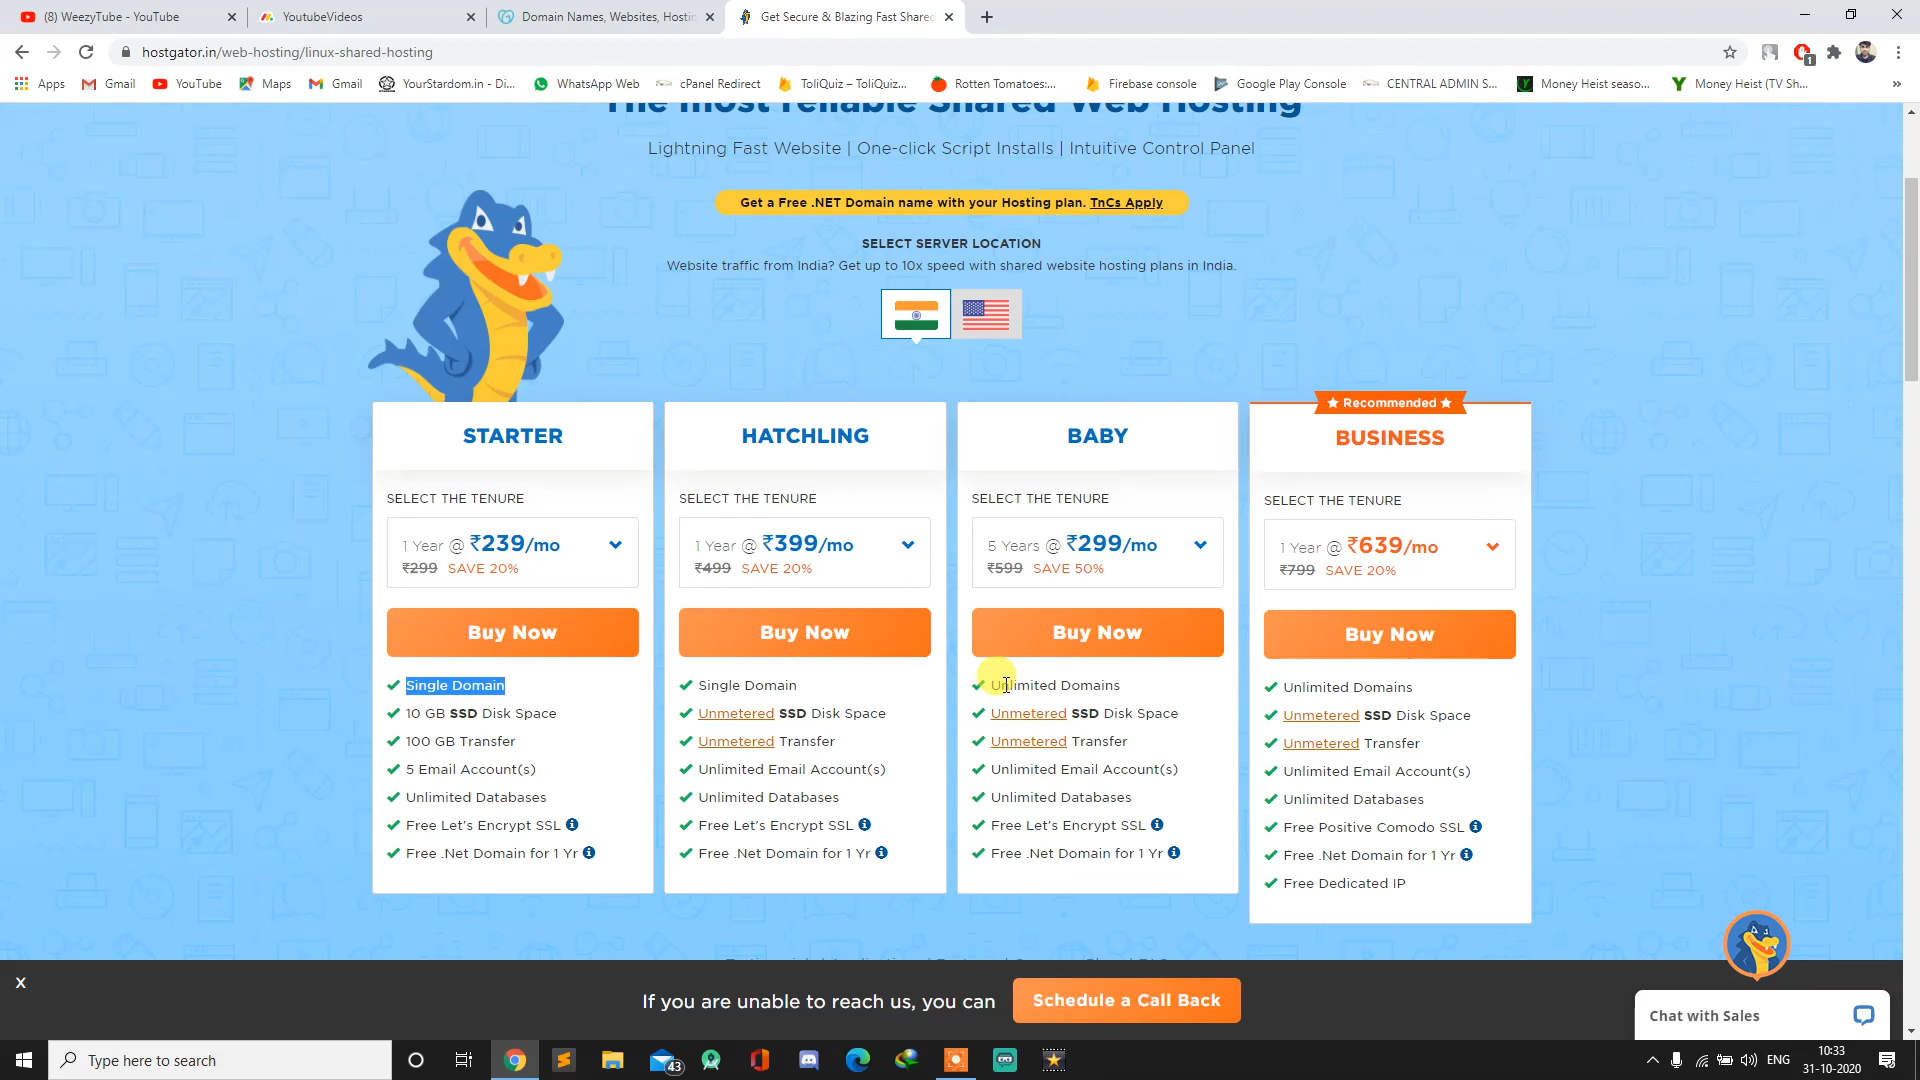 (8) WeezyTube - YouTube
YoutubeVideos
Domain Names, Websites, Hostin
Get Secure & Blazing Fast Shared
hostgator.in/web-hosting/linux-shared-hosting
1
Apps
Gmail
YouTube
Maps
Gmail
YourStardom.in - Di...
WhatsApp Web
cPanel Redirect
ToliQuiz – ToliQuiz...
Rotten Tomatoes:...
Firebase console
Google Play Console
CENTRAL ADMIN S...
Money Heist seaso...
Money Heist (TV Sh...
»
The most reliable Shared Web Hosting
Lightning Fast Website | One-click Script Installs | Intuitive Control Panel
Get a Free .NET Domain name with your Hosting plan. TnCs Apply
SELECT SERVER LOCATION
Website traffic from India? Get up to 10x speed with shared website hosting plans in India.
STARTER
SELECT THE TENURE
1 Year @ ₹239/mo
₹299 SAVE 20%
Buy Now
Single Domain
10 GB SSD Disk Space
100 GB Transfer
5 Email Account(s)
Unlimited Databases
Free Let's Encrypt SSL
Free .Net Domain for 1 Yr
HATCHLING
SELECT THE TENURE
1 Year @ ₹399/mo
₹499 SAVE 20%
Buy Now
Single Domain
Unmetered SSD Disk Space
Unmetered Transfer
Unlimited Email Account(s)
Unlimited Databases
Free Let's Encrypt SSL
Free .Net Domain for 1 Yr
BABY
SELECT THE TENURE
5 Years @ ₹299/mo
₹599 SAVE 50%
Buy Now
Unlimited Domains
Unmetered SSD Disk Space
Unmetered Transfer
Unlimited Email Account(s)
Unlimited Databases
Free Let's Encrypt SSL
Free .Net Domain for 1 Yr
Recommended
BUSINESS
SELECT THE TENURE
1 Year @ ₹639/mo
₹799 SAVE 20%
Buy Now
Unlimited Domains
Unmetered SSD Disk Space
Unmetered Transfer
Unlimited Email Account(s)
Unlimited Databases
Free Positive Comodo SSL
Free .Net Domain for 1 Yr
Free Dedicated IP
X
If you are unable to reach us, you can
Schedule a Call Back
Chat with Sales
Type here to search
43
ENG
10:33
31-10-2020